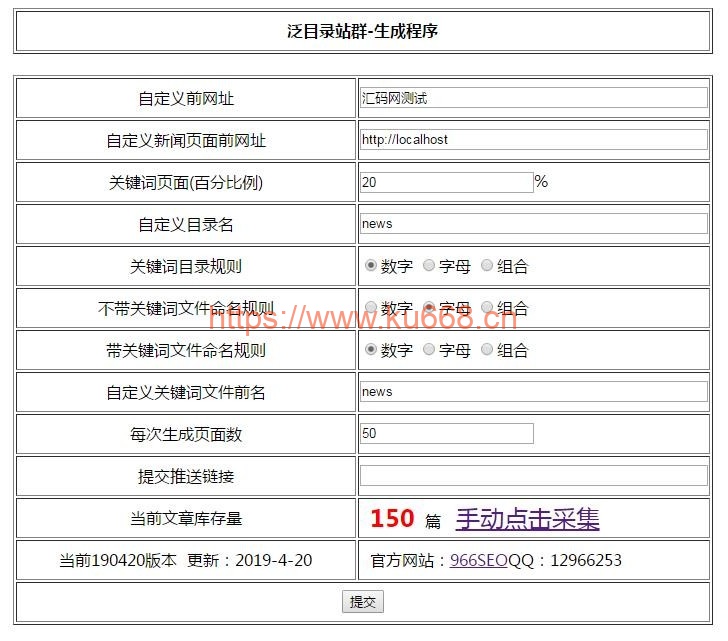 泛目录站群-生成程序
自定义前网址 汇码网测试
自定义新闻页面前网址 http://localhost
关键词页面(百分比例) 20 %
自定义目录名 news
关键词目录规则 数字 字母 组合
不带关键词文件命名规则 数字 字母 组合
https://www.ku668.cn
带关键词文件命名规则 数字 字母 组合
自定义关键词文件前名 news
每次生成页面数 50
提交推送链接
当前文章库存量 150 篇 手动点击采集
当前190420版本 更新：2019-4-20 官方网站：966SEOQQ：12966253
提交